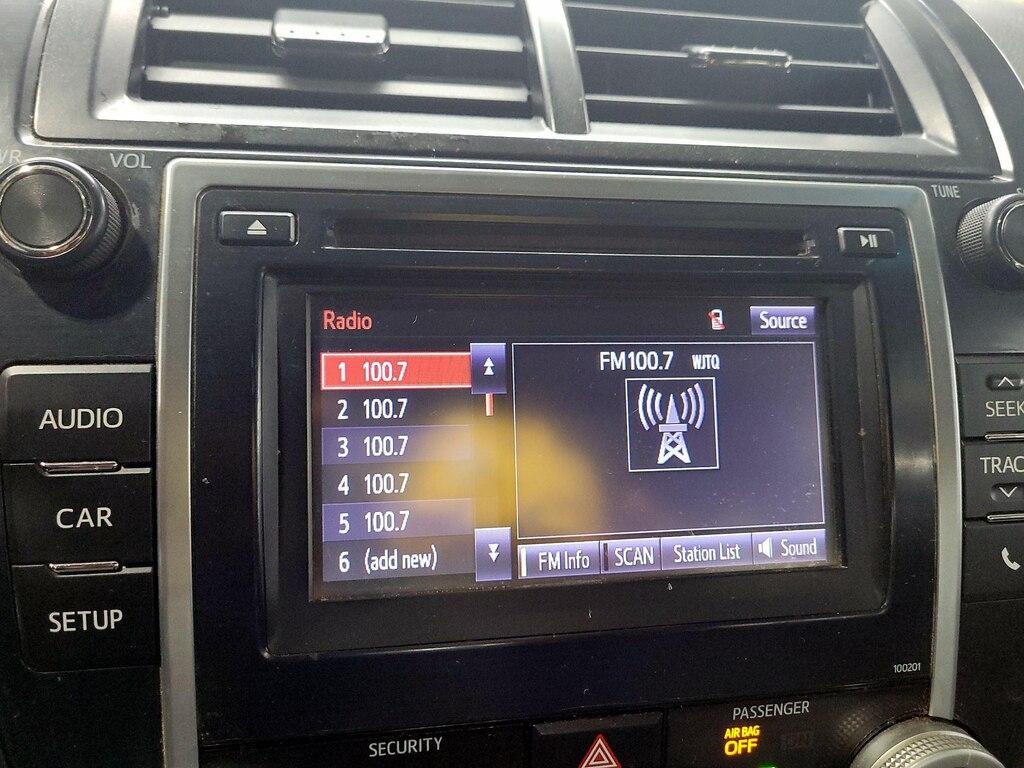 VOL
TUNE
Radio
Source
1 100.7
FM100.7 WJTQ
2 100.7
3 100.7
4 100.7
5 100.7
6 (add new)
FM Info
SCAN
Station List
Sound
AUDIO
CAR
SETUP
SEEK
TRAC
100201
SECURITY
PASSENGER
AIR BAG
OFF